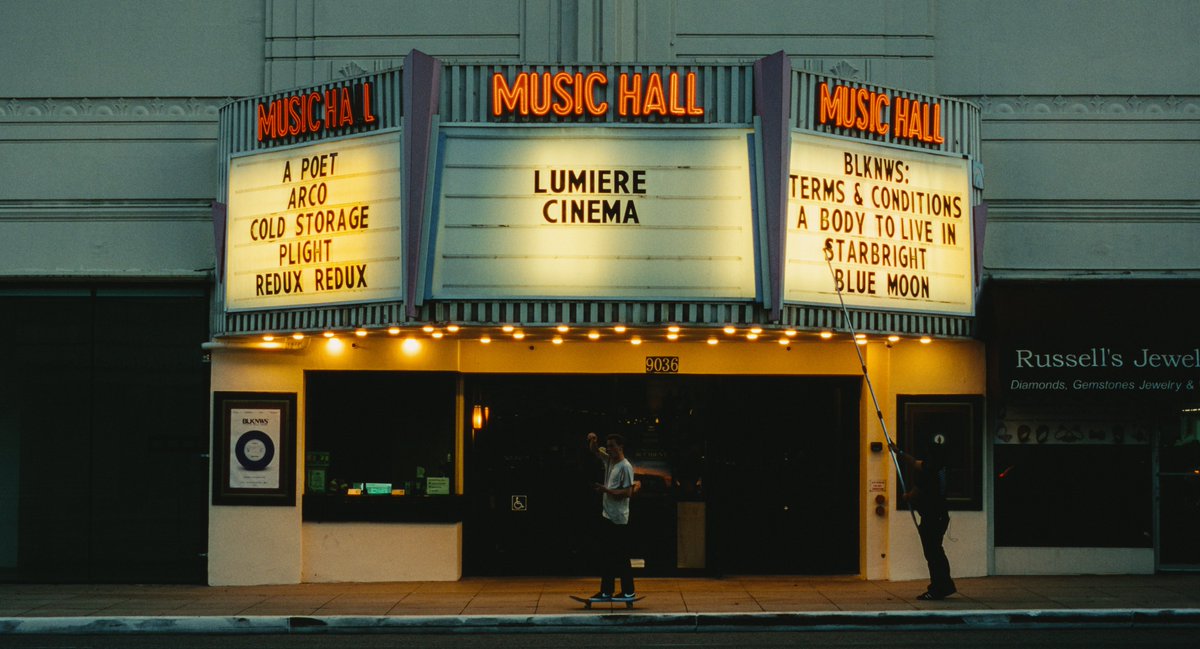 MUSIC HALL
A POET
ARCO
COLD STORAGE
PLIGHT
REDUX REDUX
MUSIC HALL
LUMIERE
CINEMA
MUSIC HALL
BLKNWS:
TERMS & CONDITIONS
A BODY TO LIVE IN
STARBRIGHT
BLUE MOON
9036
BLKNWS
Russell's Jewel
Diamonds, Gemstones Jewelry &